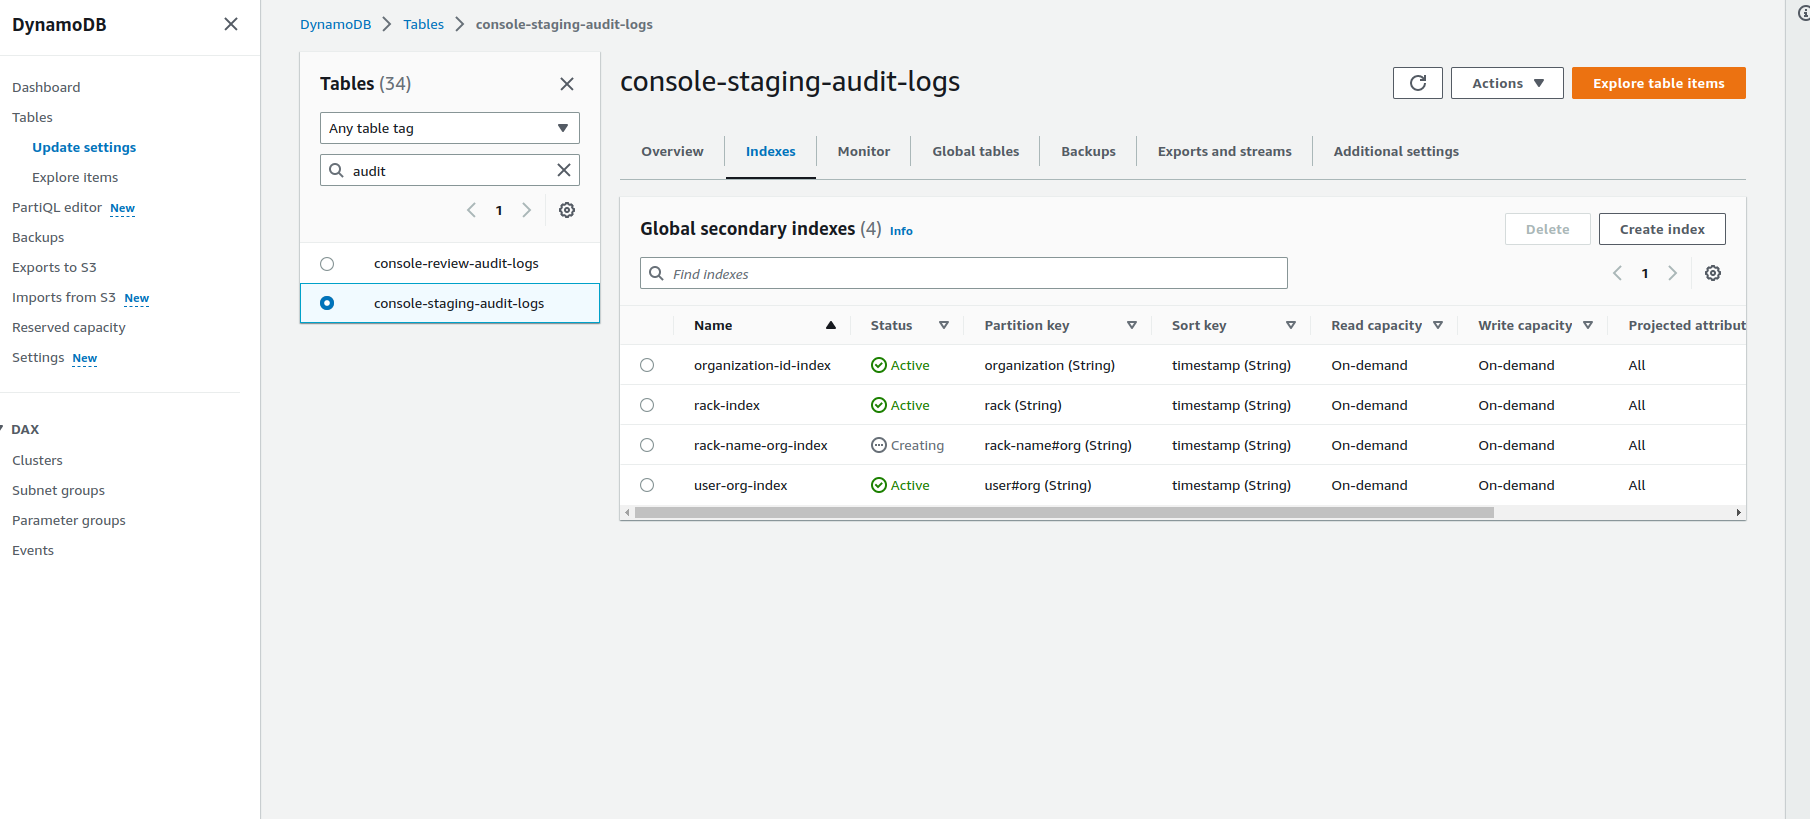 DynamoDB
Dashboard
Tables
Update settings
Explore items
PartiQL editor New
Backups
Exports to S3
Imports from S3 New
Reserved capacity
Settings New
DAX
Clusters
Subnet groups
Parameter groups
Events
DynamoDB Tables console-staging-audit-logs
Tables (34)
Any table tag
audit
1
console-review-audit-logs
console-staging-audit-logs
console-staging-audit-logs
Actions
Explore table items
Overview Indexes Monitor Global tables Backups Exports and streams Additional settings
Global secondary indexes (4) Info
Delete
Create index
Find indexes
1
Name Status Partition key Sort key Read capacity Write capacity Projected attribut
organization-id-index Active organization (String) timestamp (String) On-demand On-demand All
rack-index Active rack (String) timestamp (String) On-demand On-demand All
rack-name-org-index Creating rack-name#org (String) timestamp (String) On-demand On-demand All
user-org-index Active user#org (String) timestamp (String) On-demand On-demand All